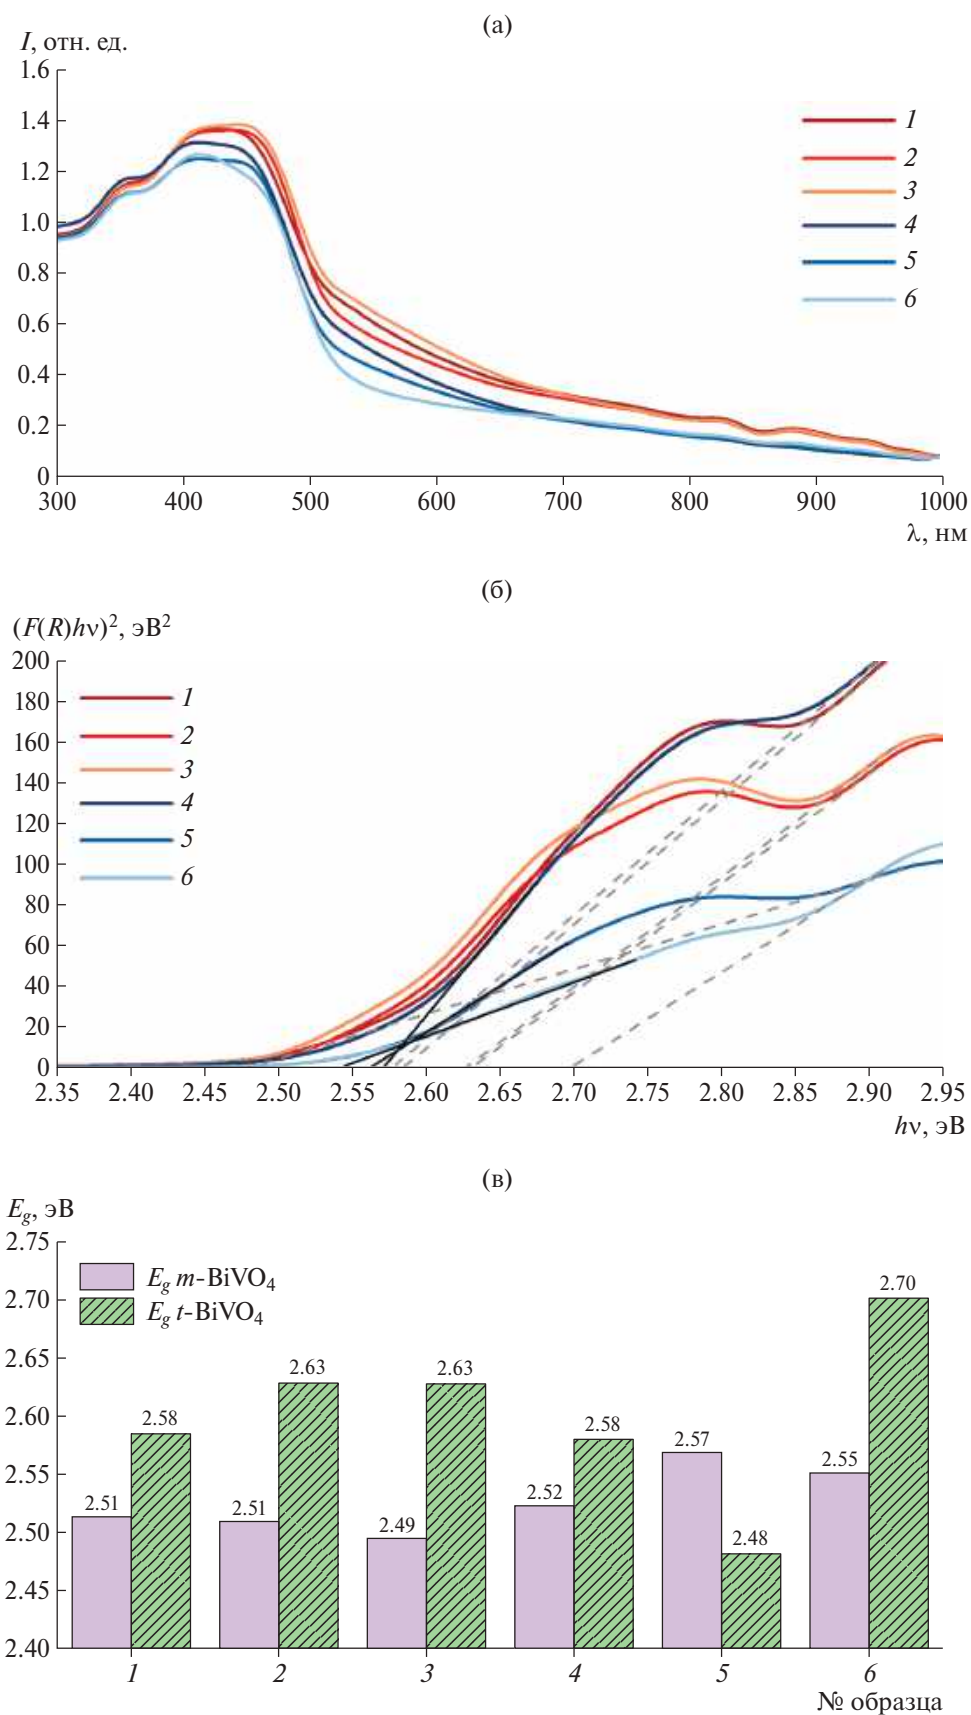 (а)
I, отн. ед.
1.6
1.4
1.2
1.0
0.8
0.6
0.4
0.2
0
1
2
3
4
5
6
300 400 500 600 700 800 900 1000
λ, нм
(б)
(F(R)hν)², эВ²
200
180
160
140
120
100
80
60
40
20
0
1
2
3
4
5
6
2.35 2.40 2.45 2.50 2.55 2.60 2.65 2.70 2.75 2.80 2.85 2.90 2.95
hν, эВ
(в)
E_g, эВ
2.75
2.70
2.65
2.60
2.55
2.50
2.45
2.40
E_g m-BiVO₄
E_g t-BiVO₄
2.51 2.58 2.51 2.63 2.49 2.63 2.52 2.58 2.57 2.48 2.55 2.70
1 2 3 4 5 6
№ образца